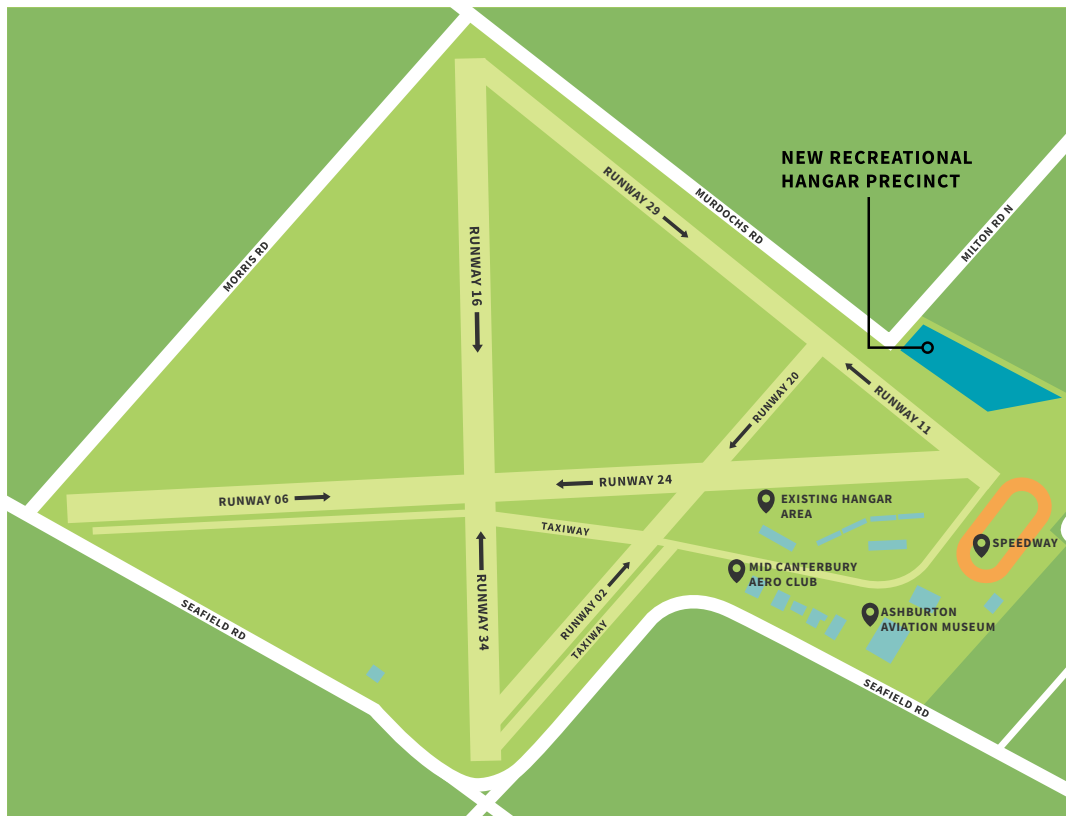 NEW RECREATIONAL
HANGAR PRECINCT
RUNWAY 29
MURDOCHS RD
MILTON RD N
MORRIS RD
RUNWAY 16
RUNWAY 20
RUNWAY 11
RUNWAY 24
RUNWAY 06
EXISTING HANGAR
AREA
TAXIWAY
SPEEDWAY
MID CANTERBURY
AERO CLUB
RUNWAY 02
RUNWAY 34
TAXIWAY
ASHBURTON
AVIATION MUSEUM
SEAFIELD RD
SEAFIELD RD